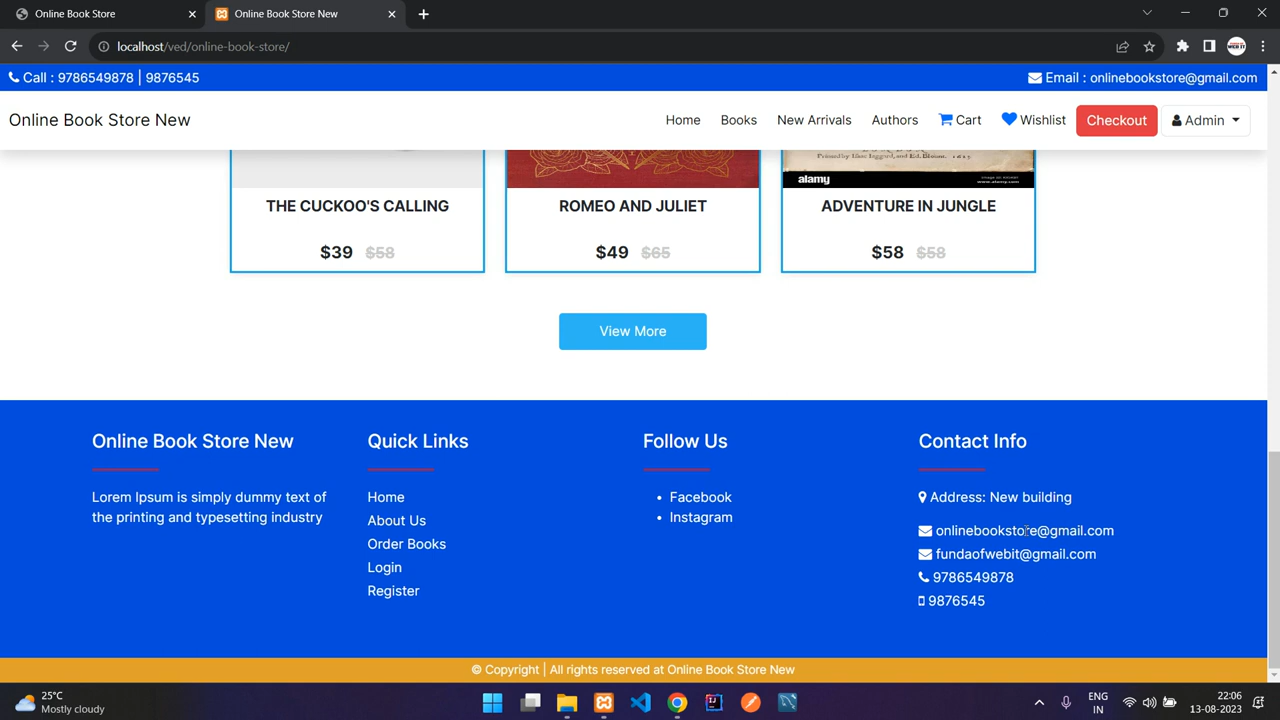 Online Book Store
Online Book Store New
localhost/ved/online-book-store/
Call : 9786549878 | 9876545
Email : onlinebookstore@gmail.com
Online Book Store New
Home
Books
New Arrivals
Authors
Cart
Wishlist
Checkout
Admin
alamy
www.alamy.com
THE CUCKOO'S CALLING
ROMEO AND JULIET
ADVENTURE IN JUNGLE
$39 $58
$49 $65
$58 $58
View More
Online Book Store New
Lorem Ipsum is simply dummy text of
the printing and typesetting industry
Quick Links
Home
About Us
Order Books
Login
Register
Follow Us
• Facebook
• Instagram
Contact Info
Address: New building
onlinebookstore@gmail.com
fundaofwebit@gmail.com
9786549878
9876545
© Copyright | All rights reserved at Online Book Store New
25°C
Mostly cloudy
ENG
IN
22:06
13-08-2023